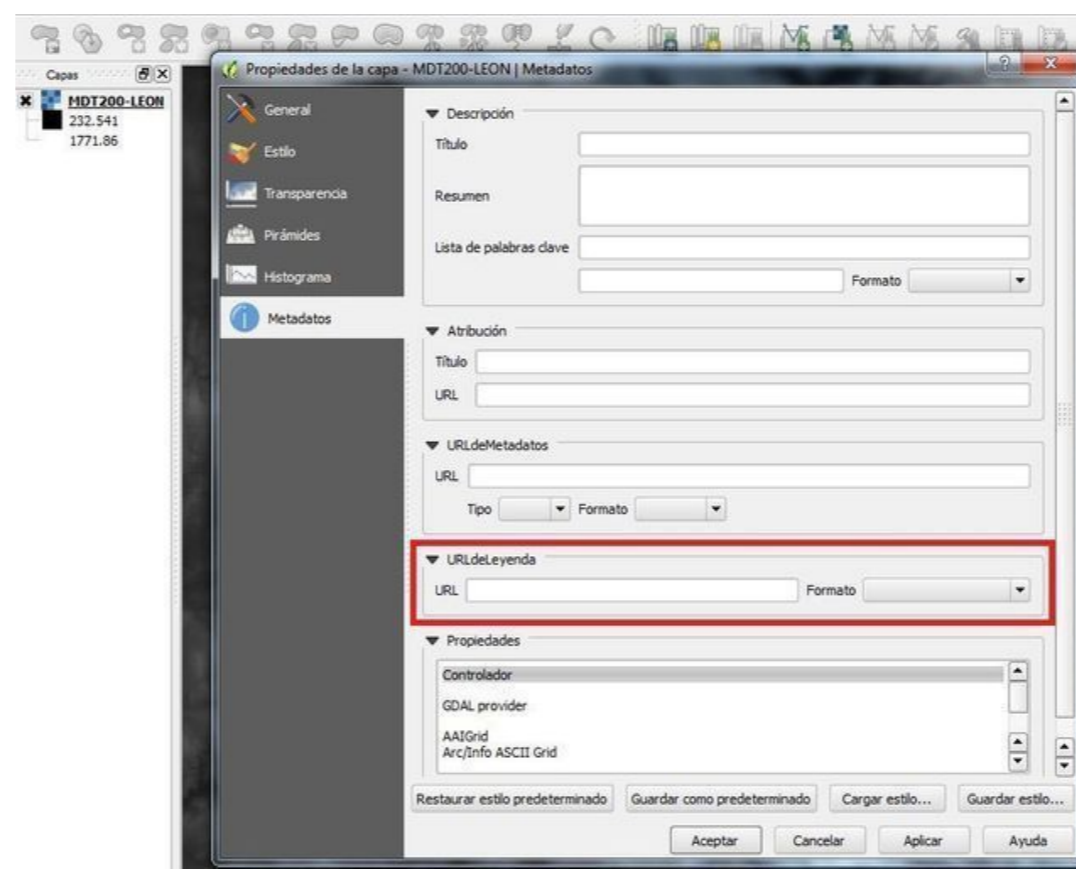 Capas
MDT200-LEON
232.541
1771.86
Propiedades de la capa - MDT200-LEON | Metadatos
General
Estilo
Transparencia
Pirámides
Histograma
Metadatos
Descripción
Título
Resumen
Lista de palabras clave
Formato
Atribución
Título
URL
URLdeMetadatos
URL
Tipo Formato
URLdeLeyenda
URL Formato
Propiedades
Controlador
GDAL provider
AAIGrid
Arc/Info ASCII Grid
Restaurar estilo predeterminado Guardar como predeterminado Cargar estilo... Guardar estilo...
Aceptar Cancelar Aplicar Ayuda